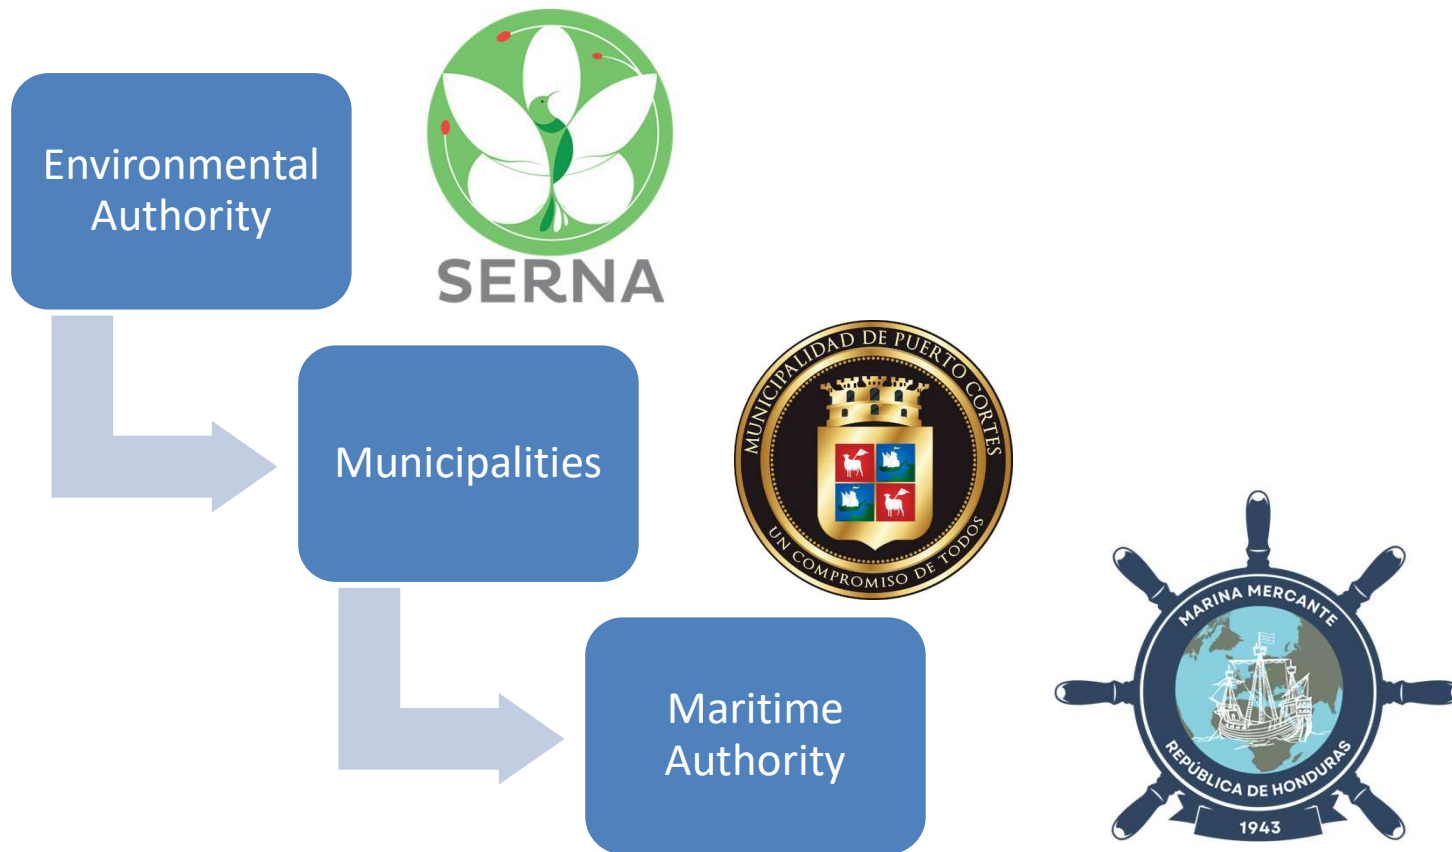 Environmental
Authority
SERNA
MUNICIPALIDAD DE PUERTO CORTES
UN COMPROMISO DE TODOS
Municipalities
MARINA MERCANTE
REPÚBLICA DE HONDURAS
1943
Maritime
Authority